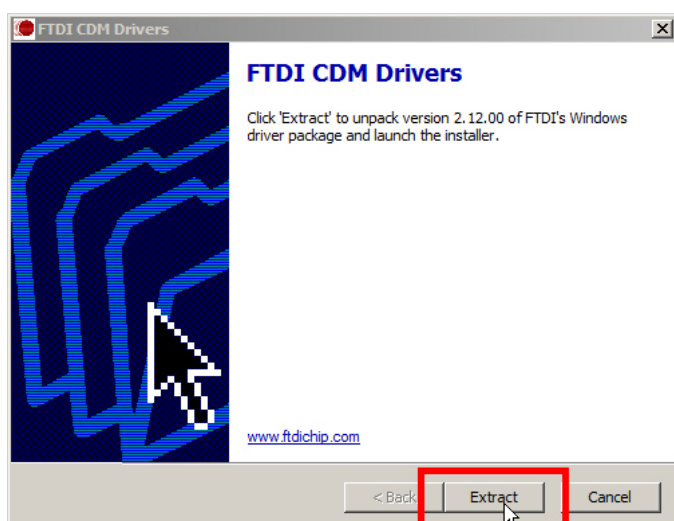 FTDI CDM Drivers
FTDI CDM Drivers
Click 'Extract' to unpack version 2.12.00 of FTDI's Windows
driver package and launch the installer.
www.ftdichip.com
< Back
Extract
Cancel